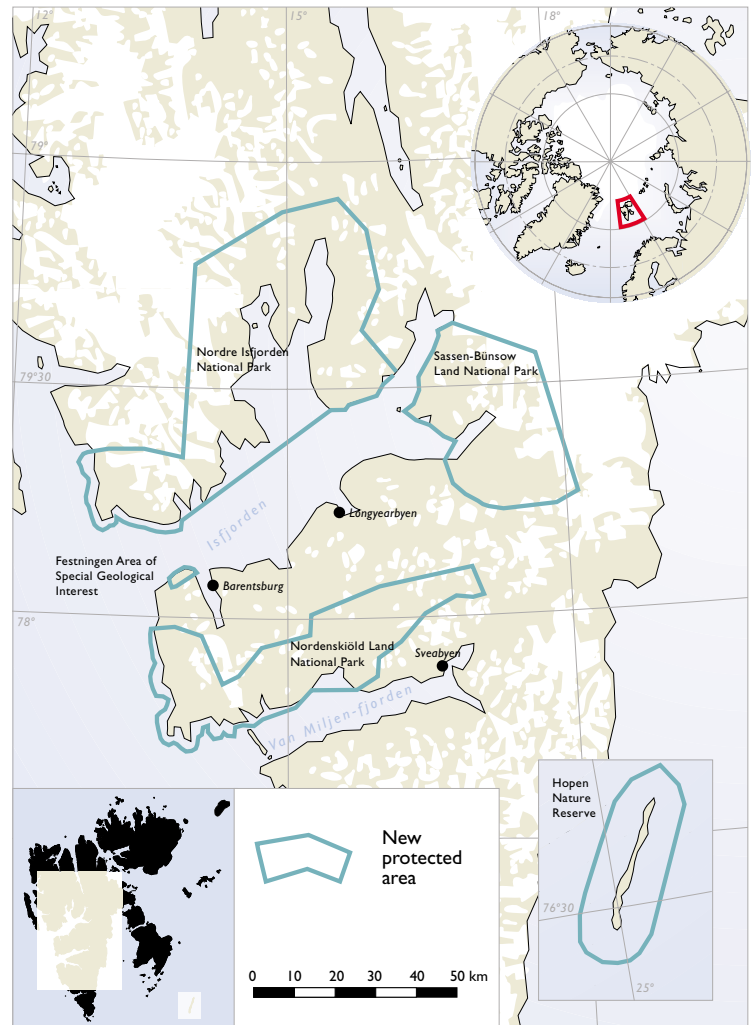 12°
15°
18°
79°
Nordre Isfjorden
National Park
Sassen-Bünsow
Land National Park
79°30
Isfjorden
Longyearbyen
Festningen Area of
Special Geological
Interest
Barentsburg
78°
Nordenskiöld Land
National Park
Sveabyen
Van Miljen-fjorden
Hopen
Nature
Reserve
76°30
25°
New
protected
area
0 10 20 30 40 50 km